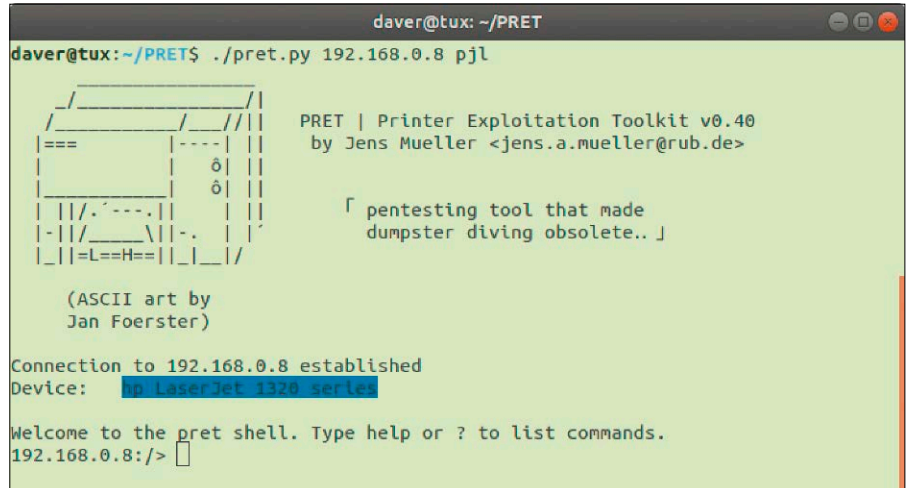 daver@tux: ~/PRET
daver@tux:~/PRET$ ./pret.py 192.168.0.8 pjl
PRET | Printer Exploitation Toolkit v0.40
by Jens Mueller <jens.a.mueller@rub.de>
「 pentesting tool that made
dumpster diving obsolete.. 」
(ASCII art by
Jan Foerster)
Connection to 192.168.0.8 established
Device: hp LaserJet 1320 series
Welcome to the pret shell. Type help or ? to list commands.
192.168.0.8:/>